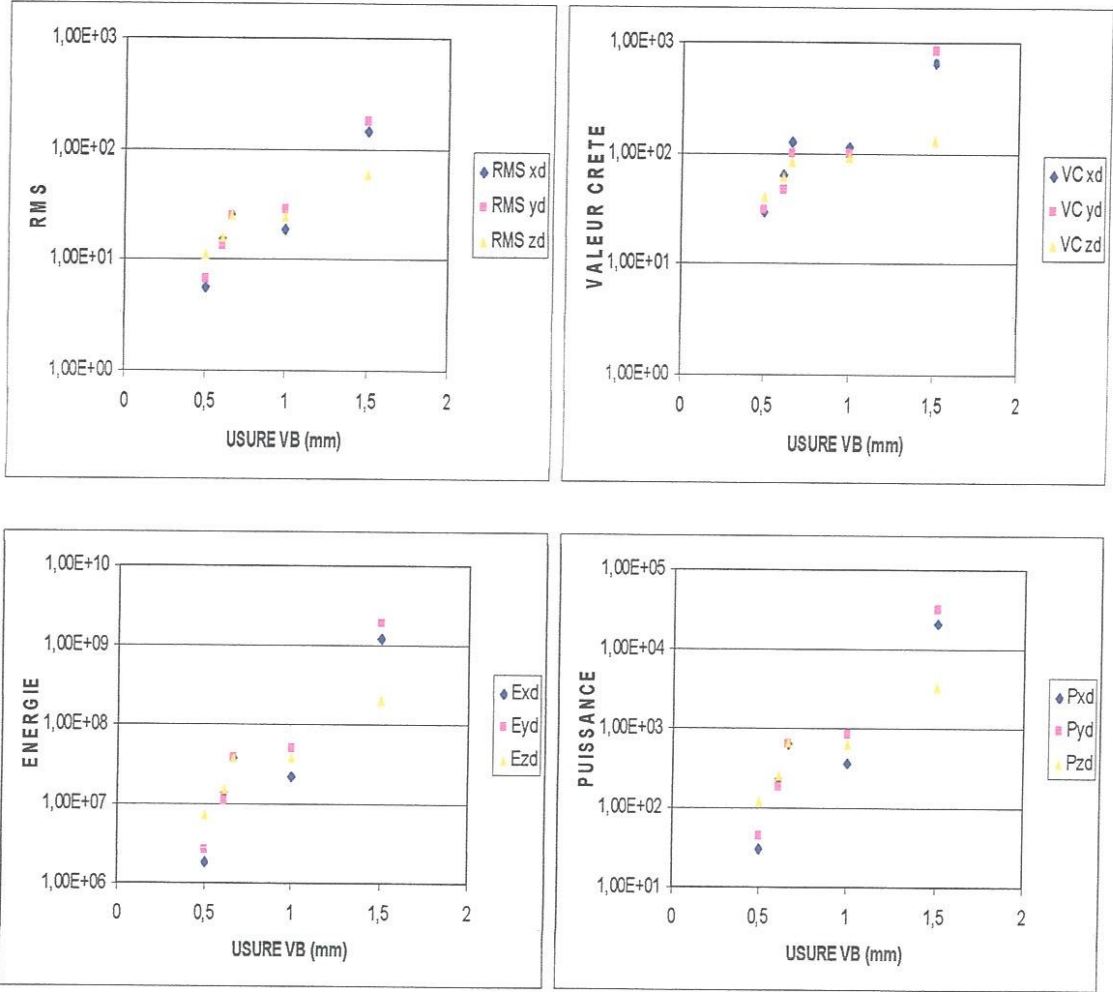 1,00E+03
1,00E+02
1,00E+01
1,00E+00
RMS
0 0,5 1 1,5 2
USURE VB (mm)
RMS xd
RMS yd
RMS zd
1,00E+03
1,00E+02
1,00E+01
1,00E+00
VALEUR CRETE
0 0,5 1 1,5 2
USURE VB (mm)
VC xd
VC yd
VC zd
1,00E+10
1,00E+09
1,00E+08
1,00E+07
1,00E+06
ENERGIE
0 0,5 1 1,5 2
USURE VB (mm)
Exd
Eyd
Ezd
1,00E+05
1,00E+04
1,00E+03
1,00E+02
1,00E+01
PUISSANCE
0 0,5 1 1,5 2
USURE VB (mm)
Pxd
Pyd
Pzd